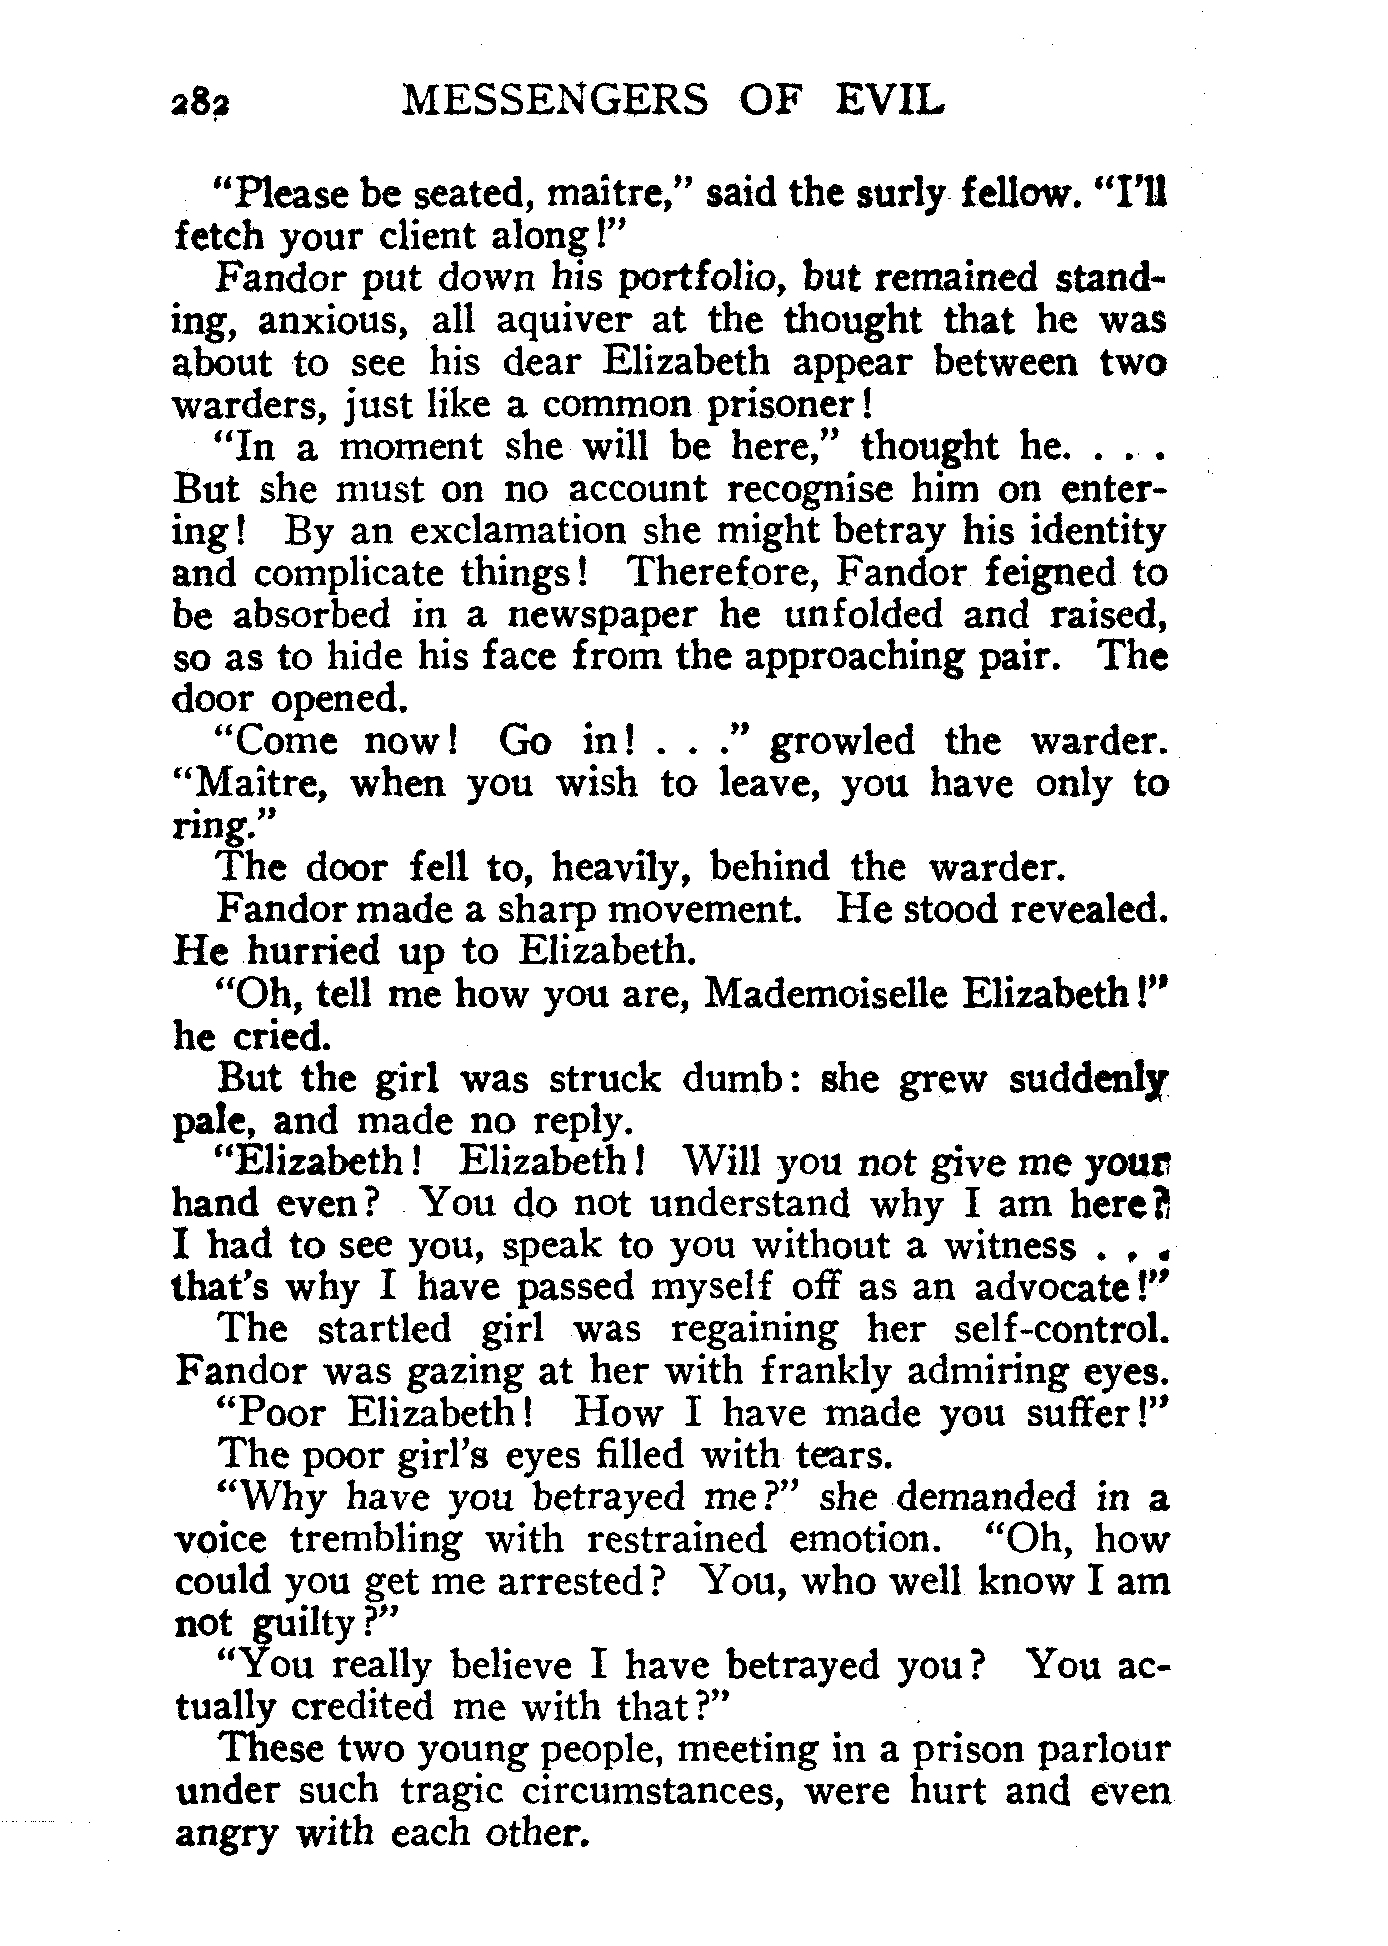 282 MESSENGERS OF EVIL
“Please be seated, maître,” said the surly fellow. “I’ll
fetch your client along!”
Fandor put down his portfolio, but remained stand-
ing, anxious, all aquiver at the thought that he was
about to see his dear Elizabeth appear between two
warders, just like a common prisoner!
“In a moment she will be here,” thought he. . . .
But she must on no account recognise him on enter-
ing! By an exclamation she might betray his identity
and complicate things! Therefore, Fandor feigned to
be absorbed in a newspaper he unfolded and raised,
so as to hide his face from the approaching pair. The
door opened.
“Come now! Go in! . . .” growled the warder.
“Maître, when you wish to leave, you have only to
ring.”
The door fell to, heavily, behind the warder.
Fandor made a sharp movement. He stood revealed.
He hurried up to Elizabeth.
“Oh, tell me how you are, Mademoiselle Elizabeth!”
he cried.
But the girl was struck dumb: she grew suddenly
pale, and made no reply.
“Elizabeth! Elizabeth! Will you not give me your
hand even? You do not understand why I am here?
I had to see you, speak to you without a witness . . .
that’s why I have passed myself off as an advocate!”
The startled girl was regaining her self-control.
Fandor was gazing at her with frankly admiring eyes.
“Poor Elizabeth! How I have made you suffer!”
The poor girl’s eyes filled with tears.
“Why have you betrayed me?” she demanded in a
voice trembling with restrained emotion. “Oh, how
could you get me arrested? You, who well know I am
not guilty?”
“You really believe I have betrayed you? You ac-
tually credited me with that?”
These two young people, meeting in a prison parlour
under such tragic circumstances, were hurt and even
angry with each other.